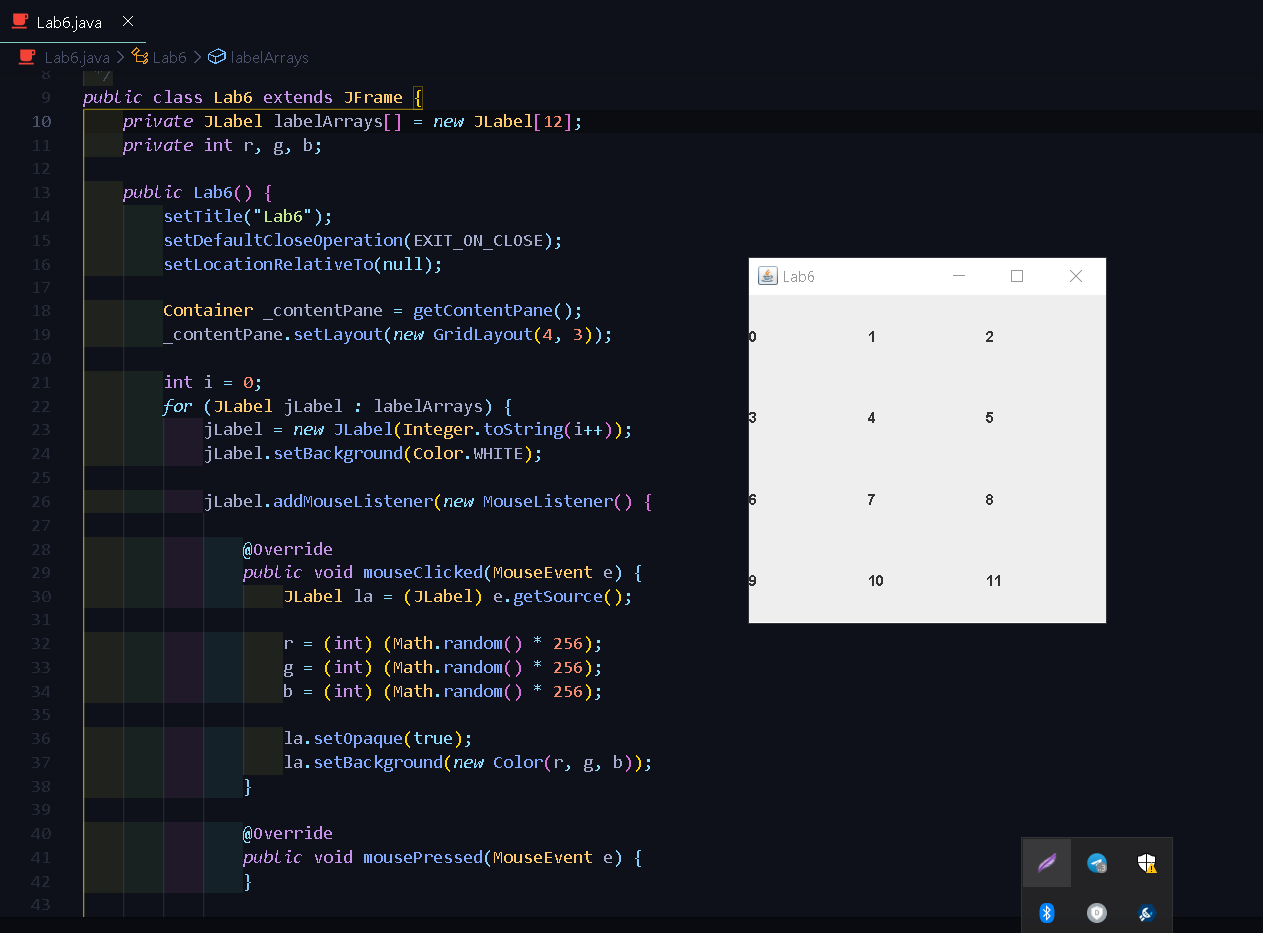 Lab6.java
Lab6.java > Lab6 > labelArrays
8 */
9 public class Lab6 extends JFrame {
10 private JLabel labelArrays[] = new JLabel[12];
11 private int r, g, b;
12
13 public Lab6() {
14 setTitle("Lab6");
15 setDefaultCloseOperation(EXIT_ON_CLOSE);
16 setLocationRelativeTo(null);
17
18 Container _contentPane = getContentPane();
19 _contentPane.setLayout(new GridLayout(4, 3));
20
21 int i = 0;
22 for (JLabel jLabel : labelArrays) {
23 jLabel = new JLabel(Integer.toString(i++));
24 jLabel.setBackground(Color.WHITE);
25
26 jLabel.addMouseListener(new MouseListener() {
27
28 @Override
29 public void mouseClicked(MouseEvent e) {
30 JLabel la = (JLabel) e.getSource();
31
32 r = (int) (Math.random() * 256);
33 g = (int) (Math.random() * 256);
34 b = (int) (Math.random() * 256);
35
36 la.setOpaque(true);
37 la.setBackground(new Color(r, g, b));
38 }
39
40 @Override
41 public void mousePressed(MouseEvent e) {
42 }
43
Lab6
0 1 2
3 4 5
6 7 8
9 10 11